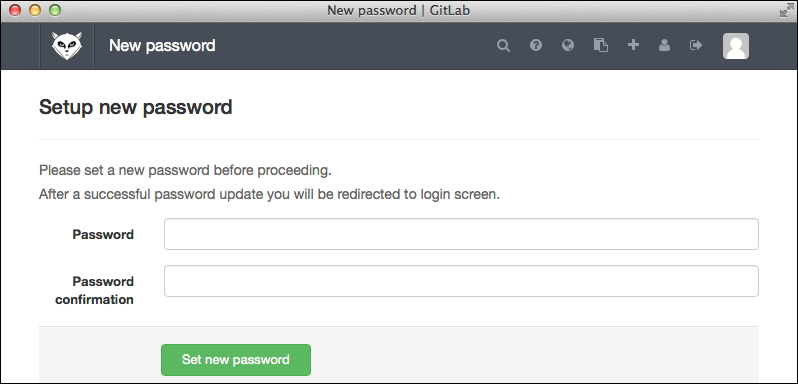 New password | GitLab
New password
Setup new password
Please set a new password before proceeding.
After a successful password update you will be redirected to login screen.
Password
Password
confirmation
Set new password